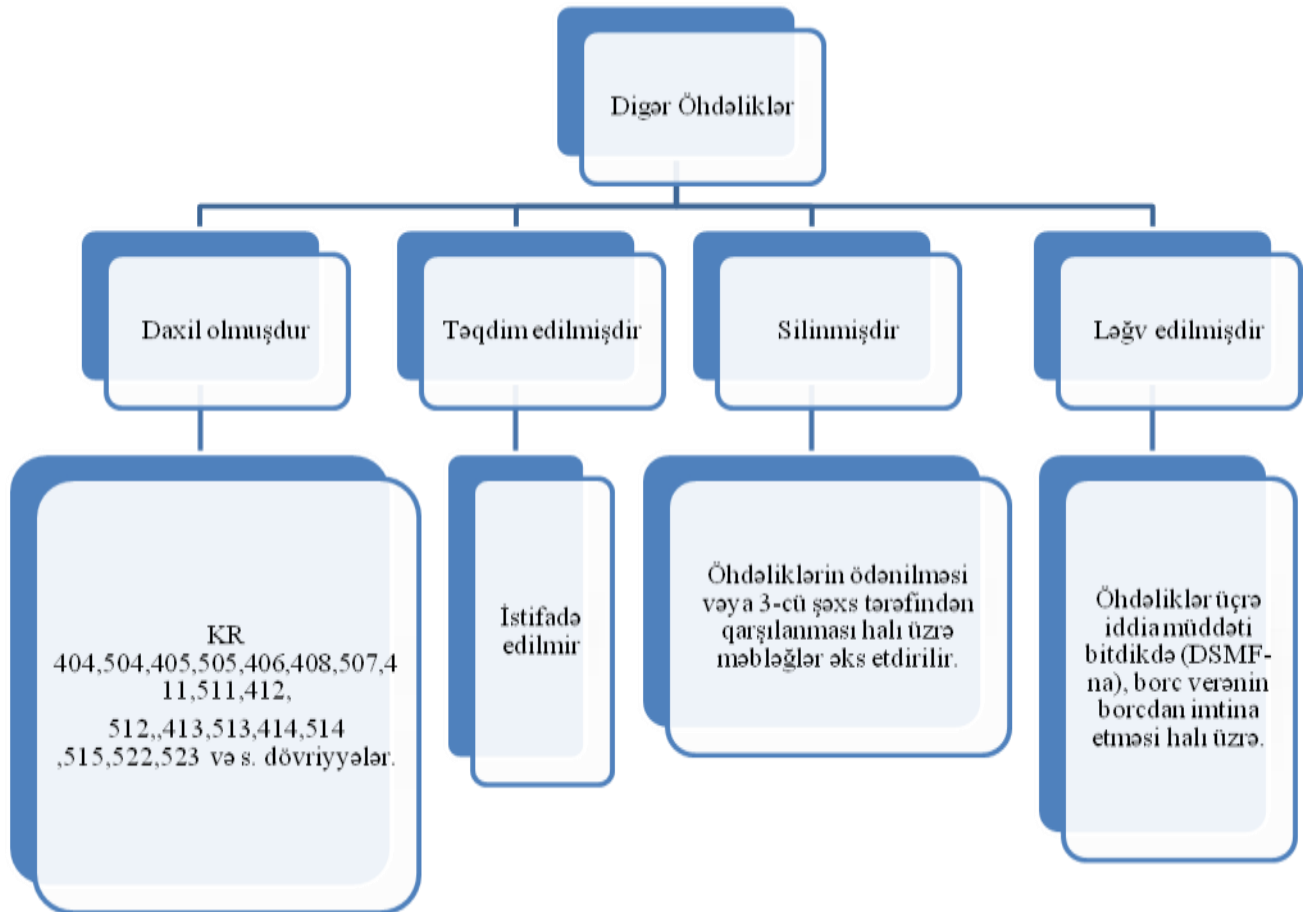 Digər Öhdəliklər
Daxil olmuşdur
Təqdim edilmişdir
Silinmişdir
Ləğv edilmişdir
KR
404,504,405,505,406,408,507,4
11,511,412,
512,,413,513,414,514
,515,522,523 və s. dövriyyələr.
İstifadə
edilmir
Öhdəliklərin ödənilməsi
vəya 3-cü şəxs tərəfindən
qarşılanması halı üzrə
məbləğlər əks etdirilir.
Öhdəliklər üçrə
iddia müddəti
bitdikdə (DSMF-
na), borc verənin
borcdan imtina
etməsi halı üzrə.